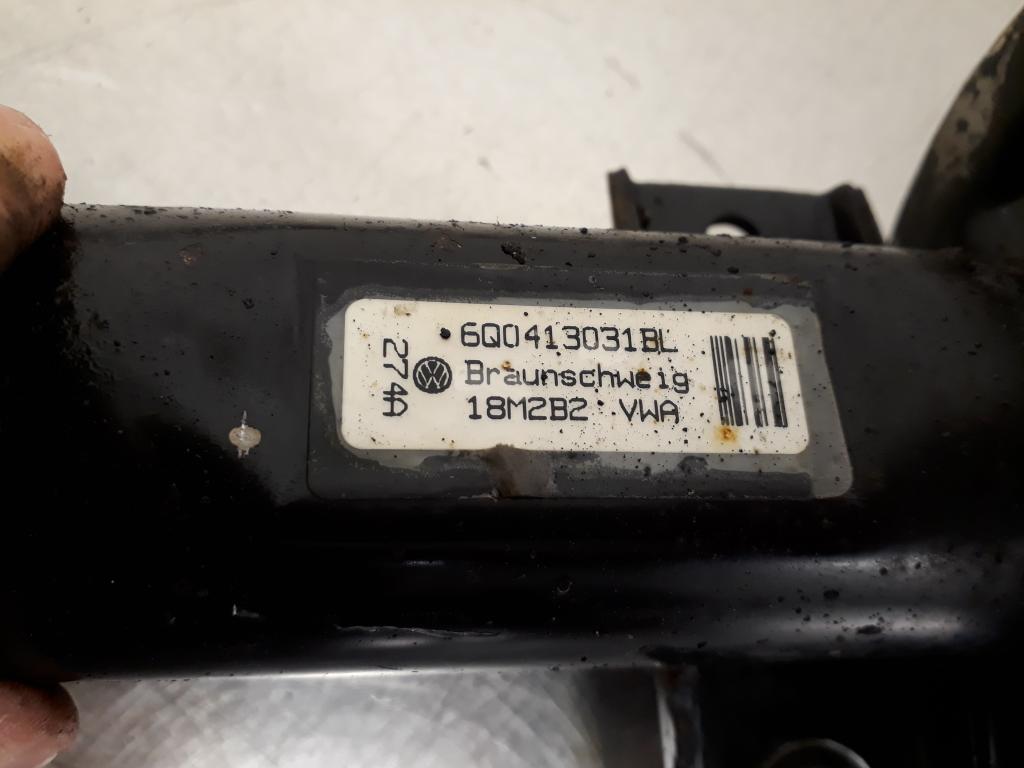 6Q0413031BL
Braunschweig
18M2B2 VWA
274A